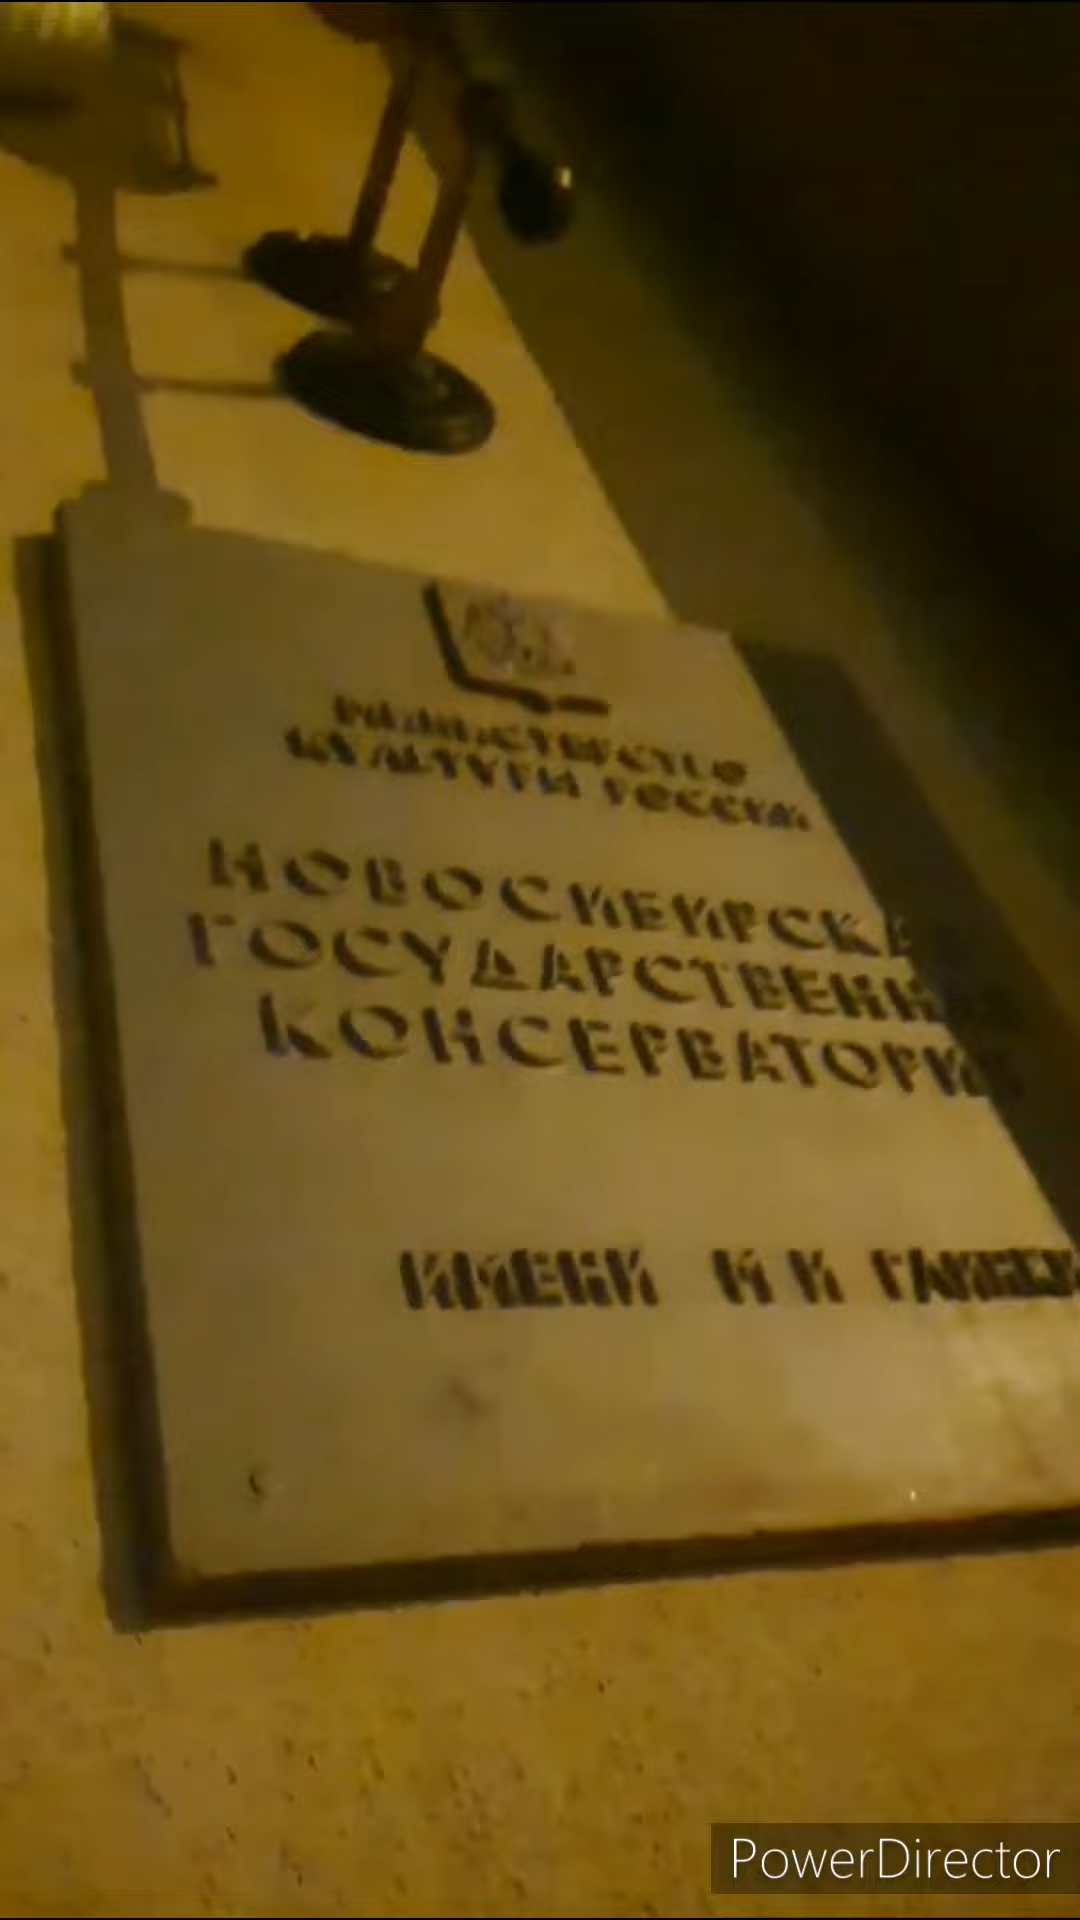 МИНИСТЕРСТВО
КУЛЬТУРЫ РОССИИ
НОВОСИБИРСКАЯ
ГОСУДАРСТВЕННАЯ
КОНСЕРВАТОРИЯ
ИМЕНИ М И ГЛИНКИ
PowerDirector